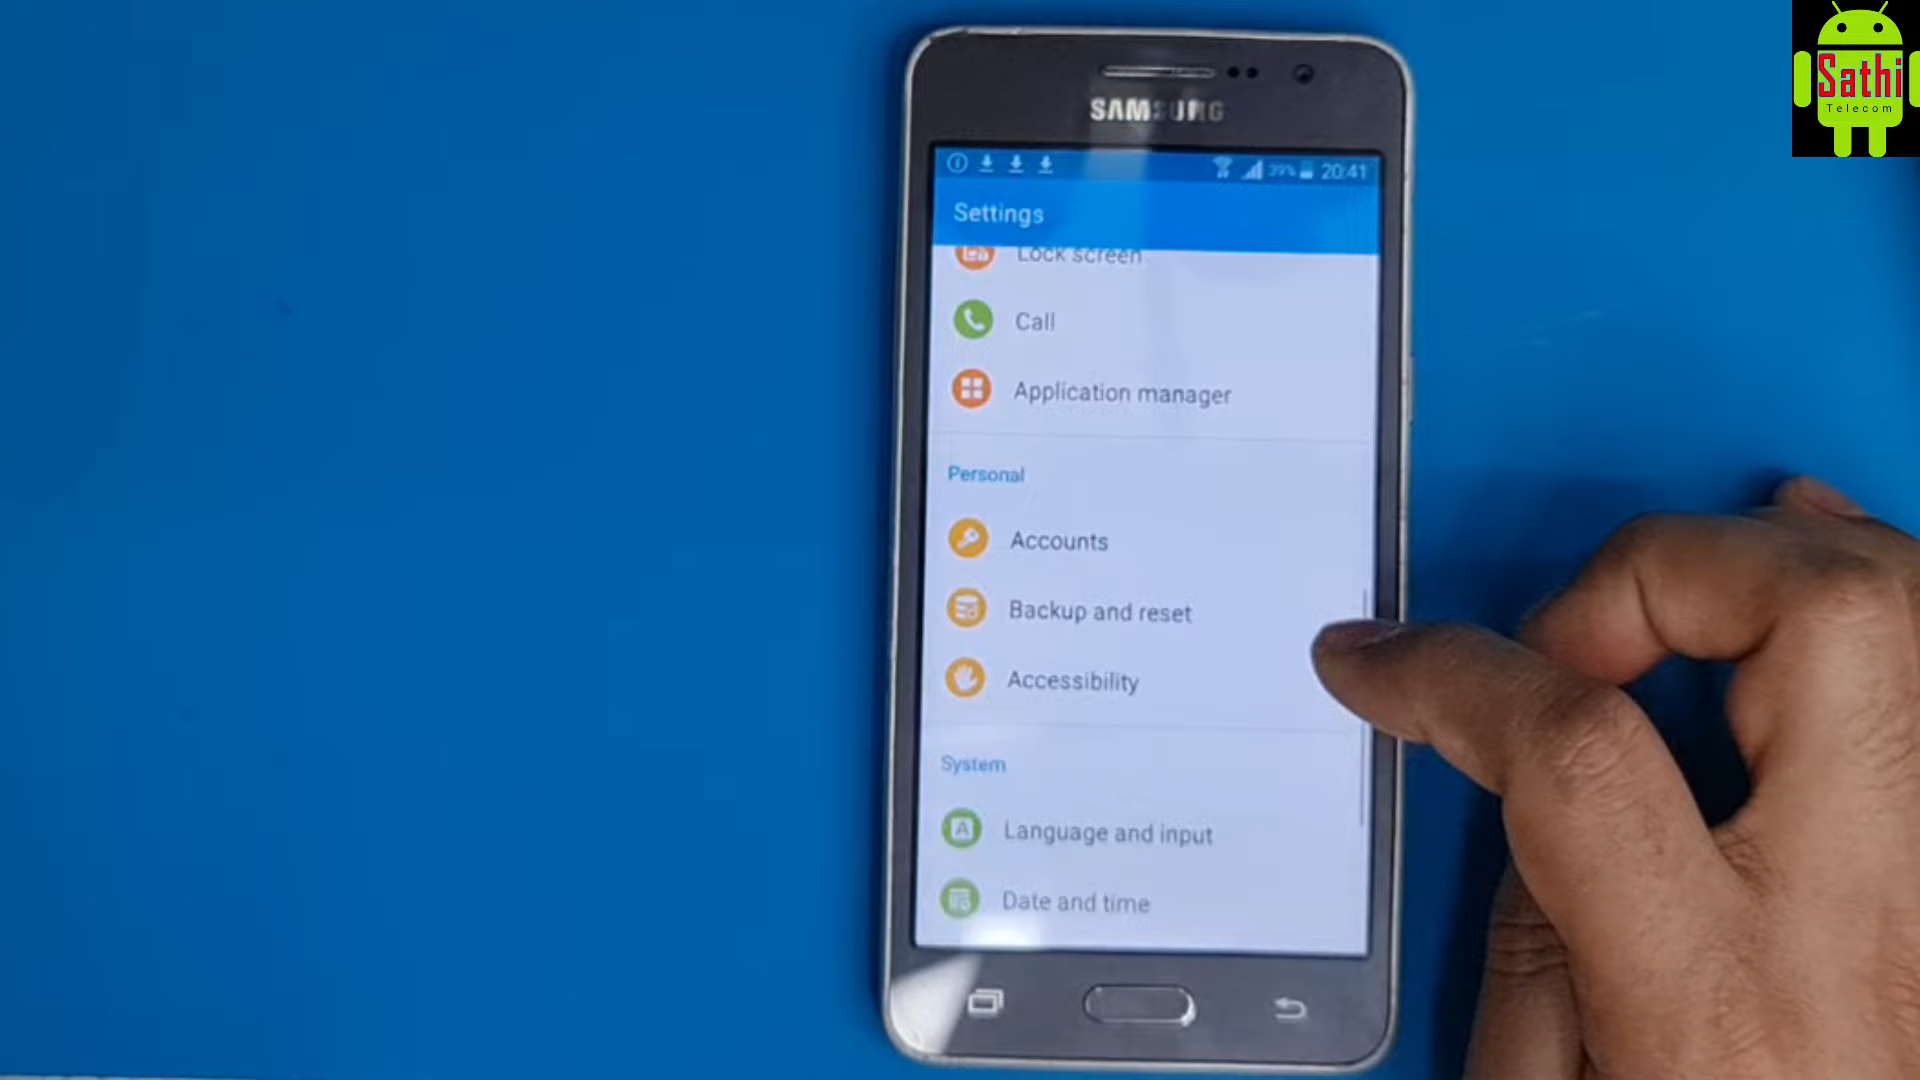 Sathi
Telecom
SAMSUNG
39% 20:41
Settings
Lock screen
Call
Application manager
Personal
Accounts
Backup and reset
Accessibility
System
Language and input
Date and time